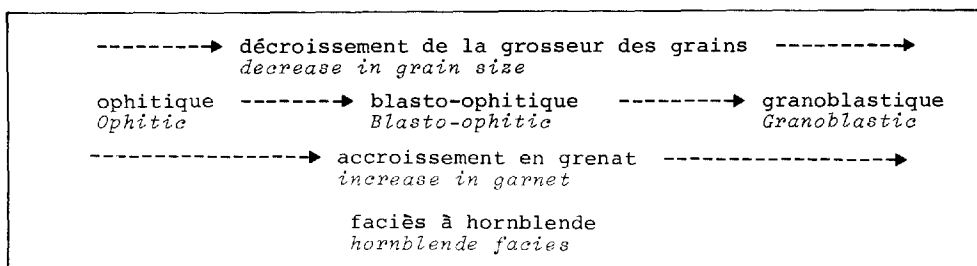 décroissement de la grosseur des grains
decrease in grain size
ophitique blasto-ophitique granoblastique
Ophitic Blasto-ophitic Granoblastic
accroissement en grenat
increase in garnet
faciès à hornblende
hornblende facies